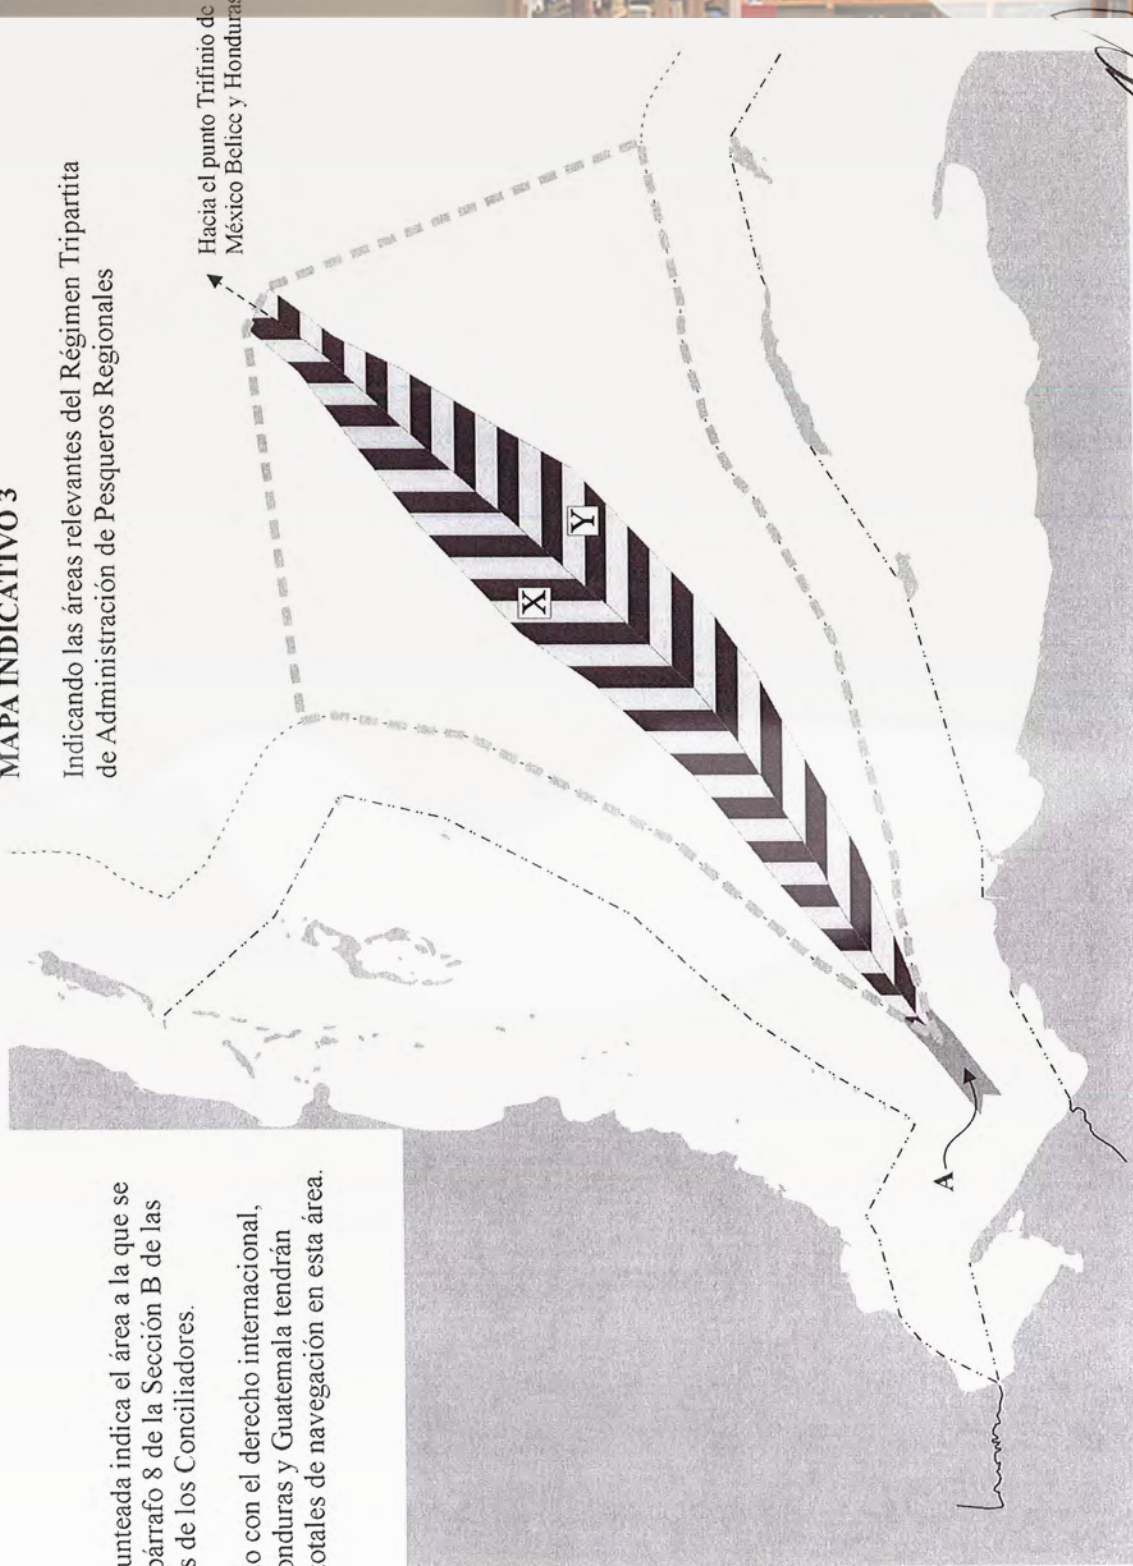 MAPA INDICATIVO 3
Indicando las áreas relevantes del Régimen Tripartita
de Administración de Pesqueros Regionales
Hacia el punto Trifinio de
México Belice y Honduras
X
Y
A
unteada indica el área a la que se
párrafo 8 de la Sección B de las
s de los Conciliadores.
o con el derecho internacional,
onduras y Guatemala tendrán
otales de navegación en esta área.